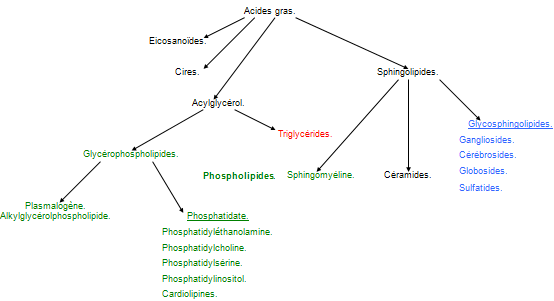 Acides gras.
Eicosanoïdes.
Cires.
Sphingolipides.
Acylglycérol.
Triglycérides.
Glycosphingolipides.
Gangliosides.
Cérébrosides.
Globosides.
Sulfatides.
Glycérophospholipides.
Phospholipides.
Sphingomyéline.
Céramides.
Plasmalogène.
Alkylglycérolphospholipide.
Phosphatidate.
Phosphatidyléthanolamine.
Phosphatidylcholine.
Phosphatidylsérine.
Phosphatidylinositol.
Cardiolipines.